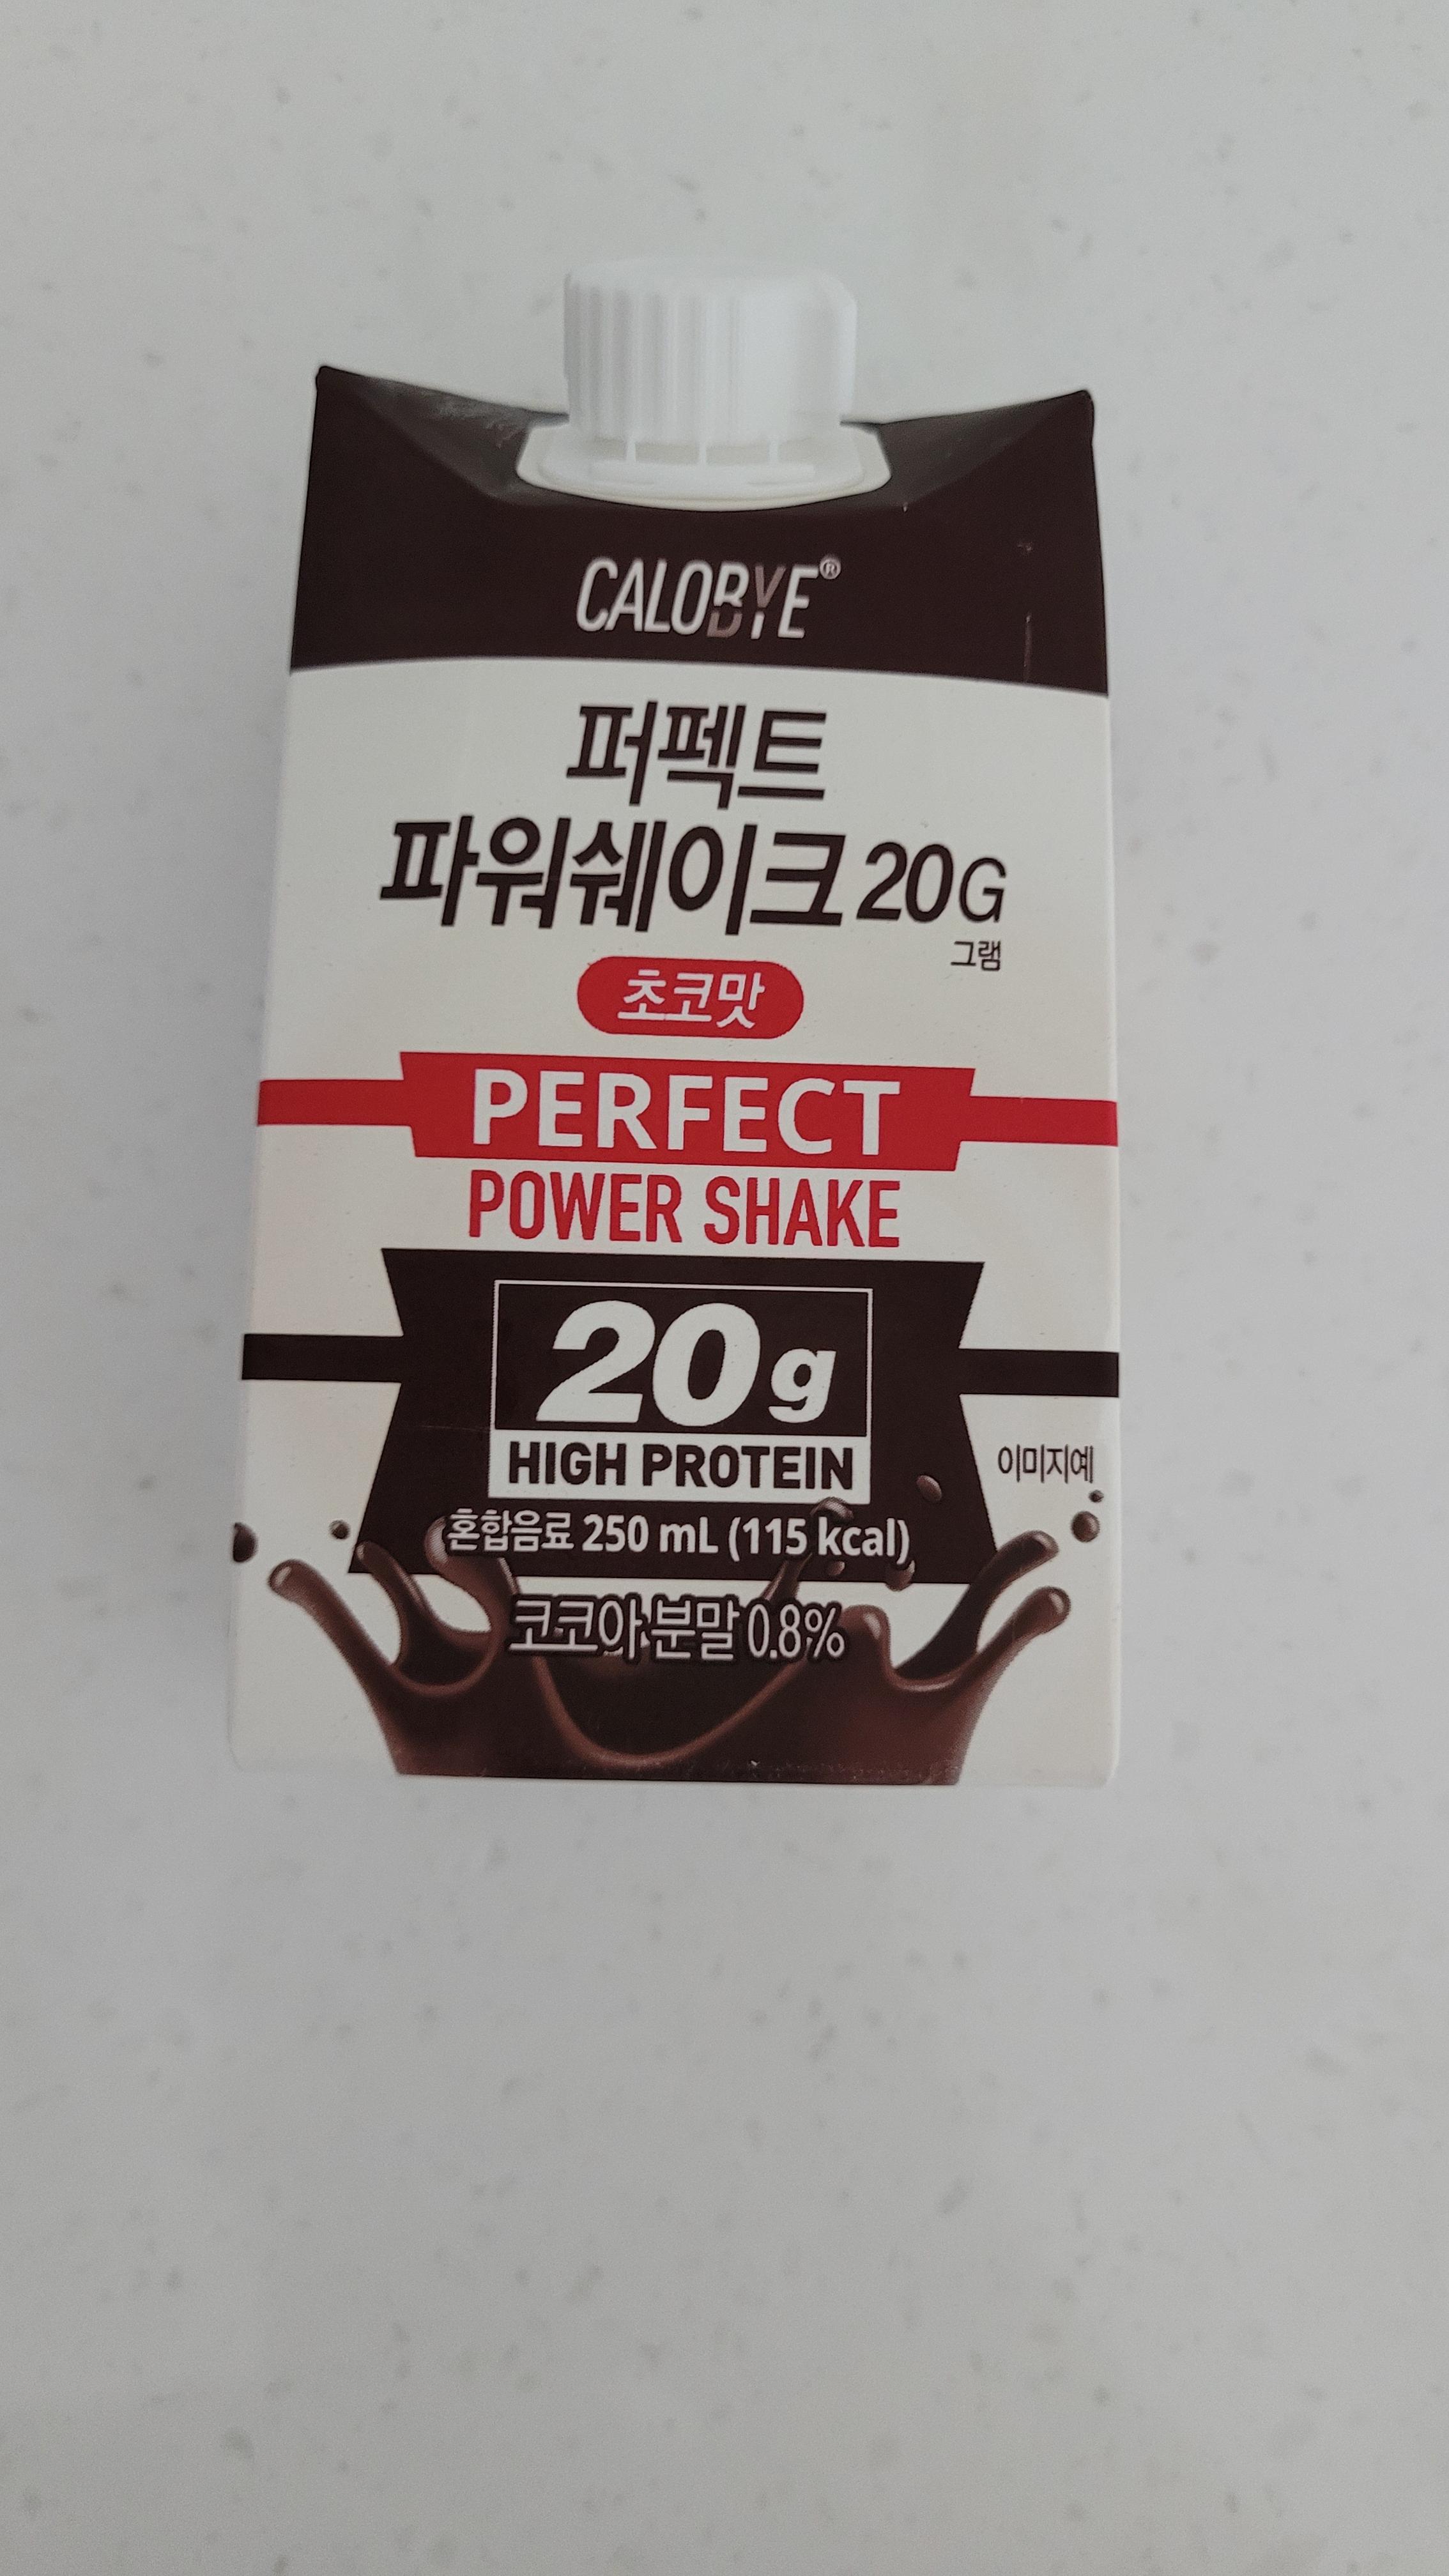 CALOBYE®
퍼펙트
파워쉐이크 20G
그램
초코맛
PERFECT
POWER SHAKE
20g
HIGH PROTEIN
이미지예
혼합음료 250 mL (115 kcal)
코코아 분말 0.8%